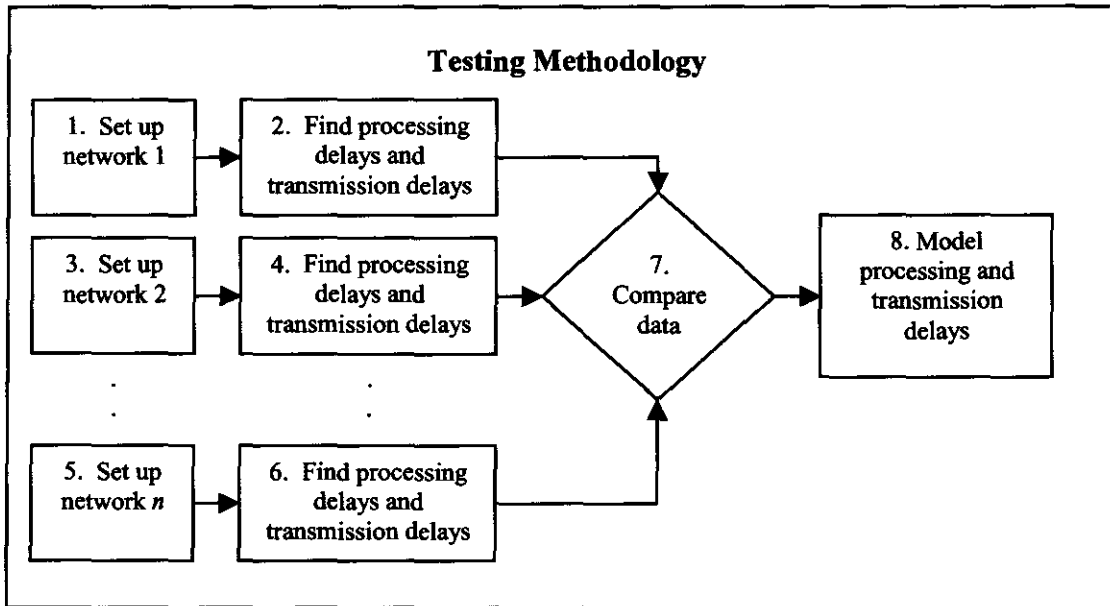 Testing Methodology
1. Set up
network 1
2. Find processing
delays and
transmission delays
3. Set up
network 2
4. Find processing
delays and
transmission delays
5. Set up
network n
6. Find processing
delays and
transmission delays
7.
Compare
data
8. Model
processing and
transmission
delays